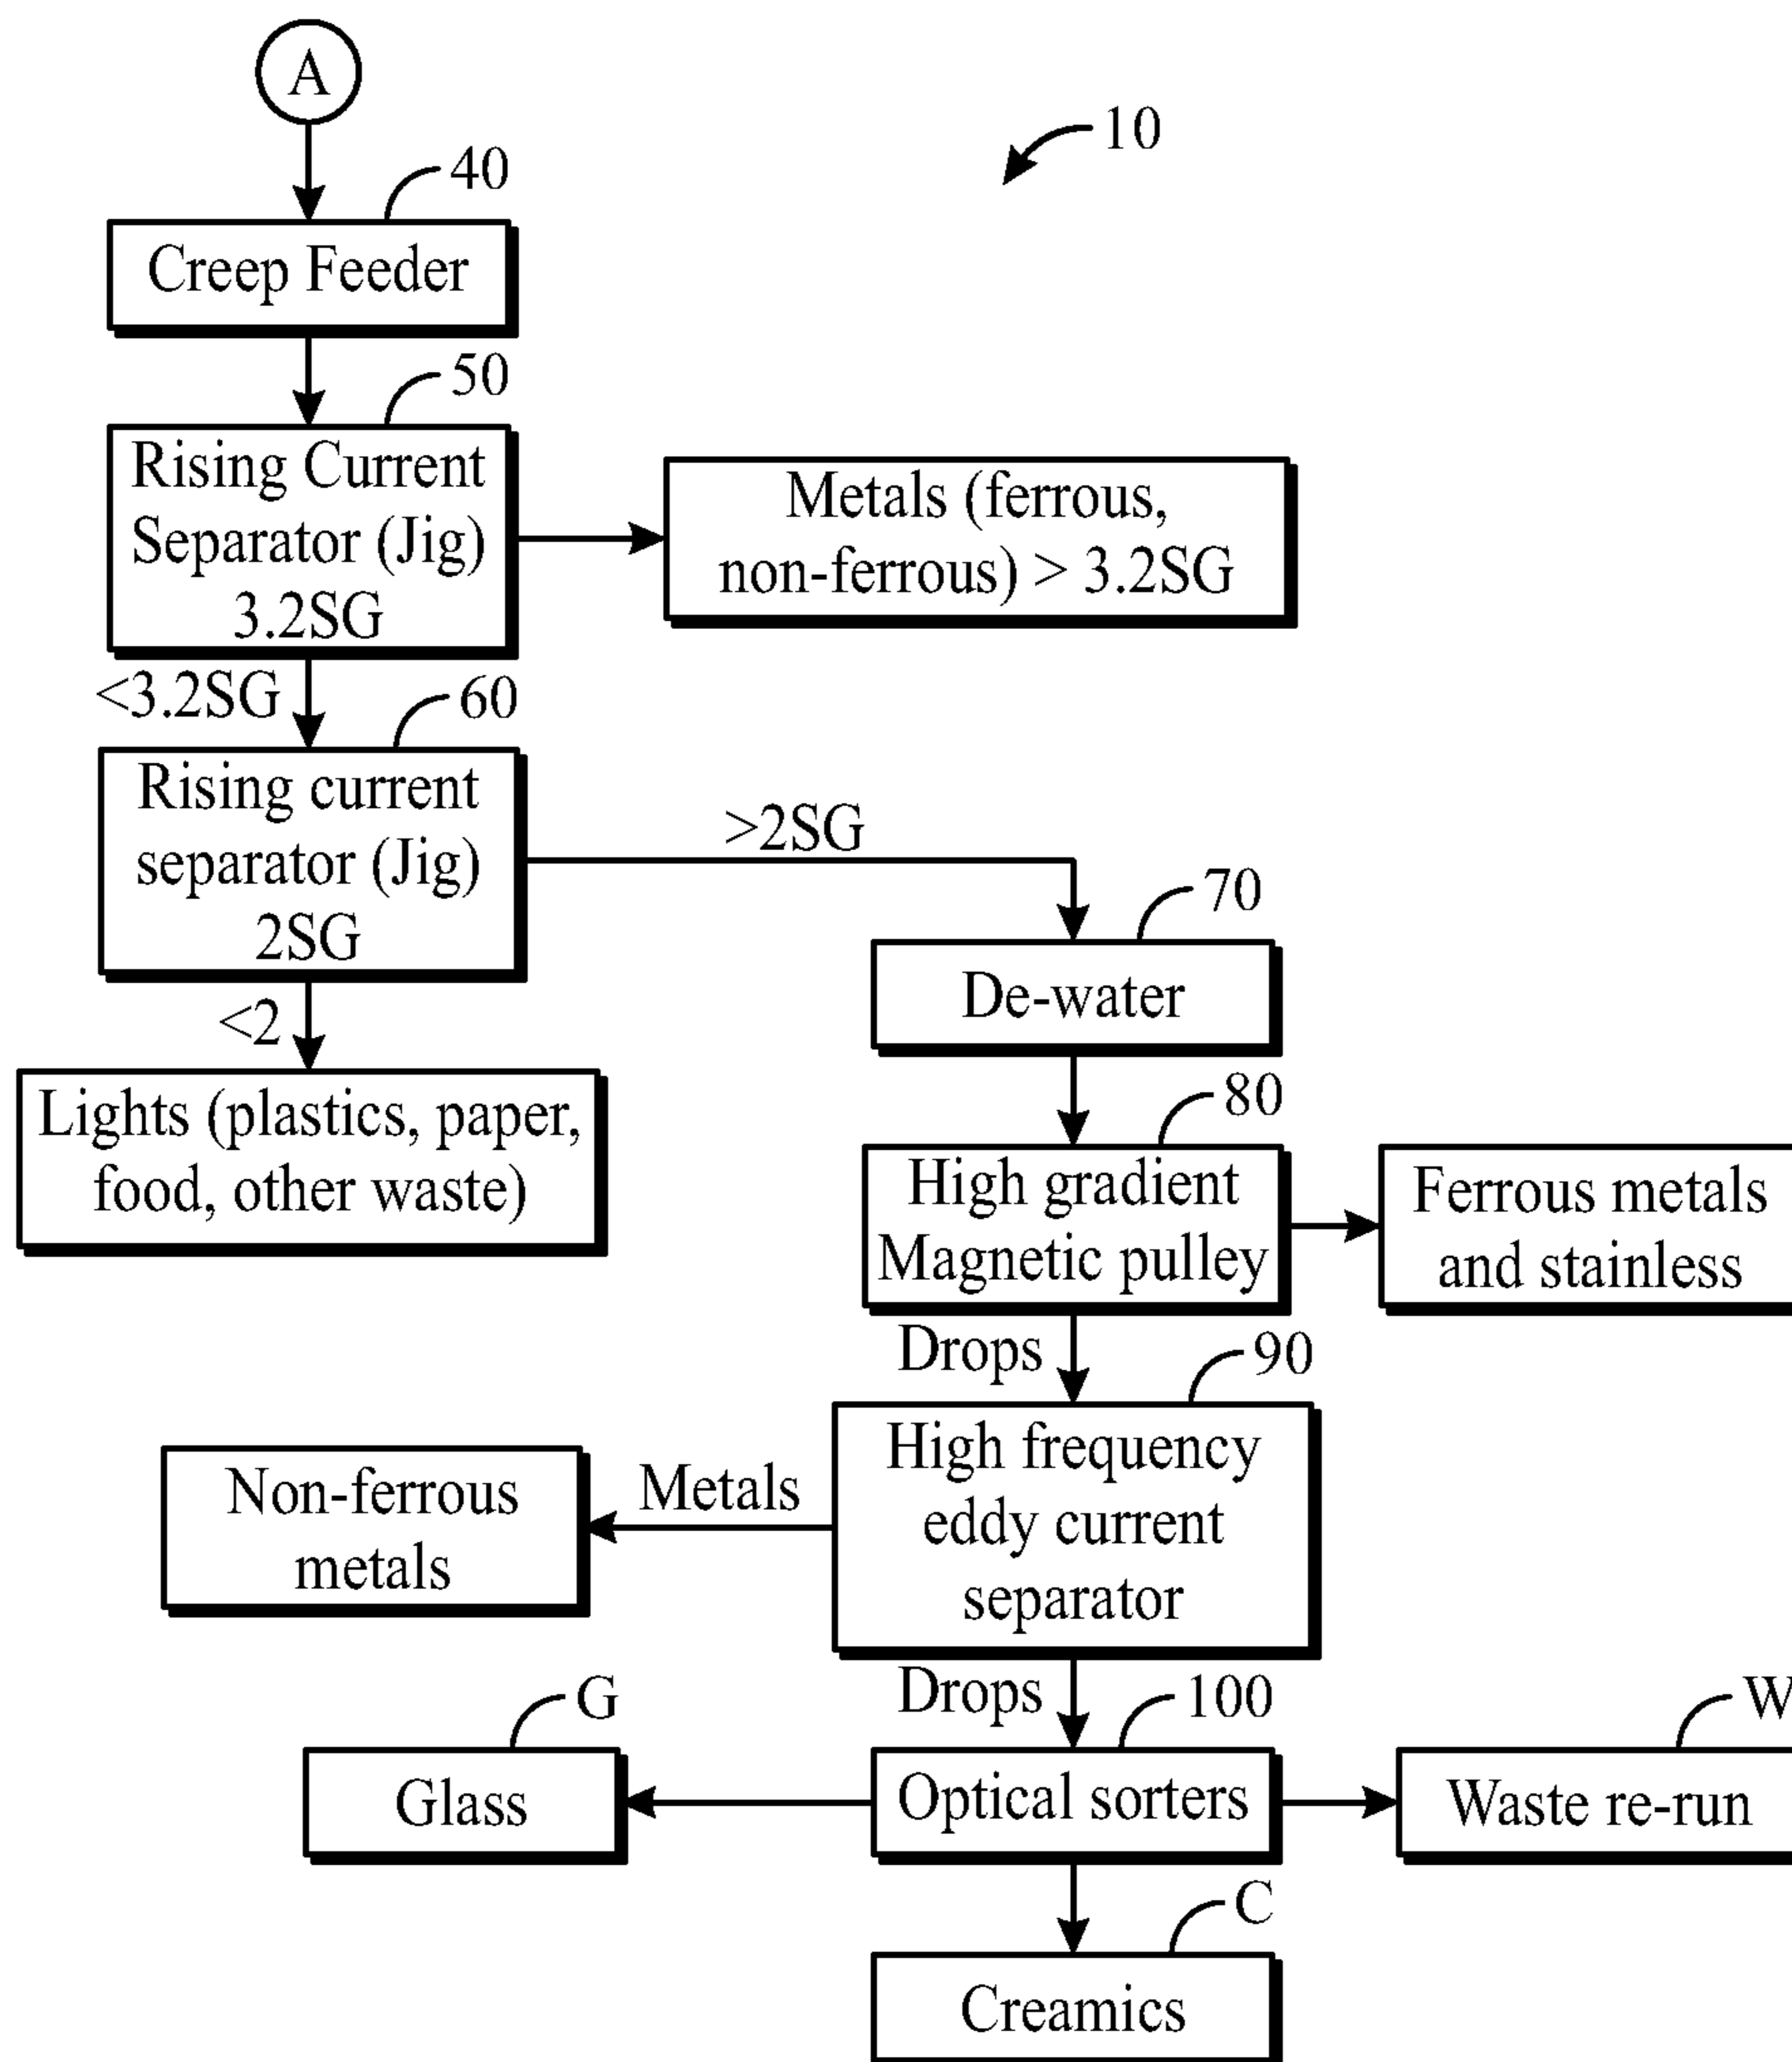 A
10
40
Creep Feeder
50
Rising Current
Separator (Jig)
3.2SG
Metals (ferrous,
non-ferrous) > 3.2SG
<3.2SG
60
Rising current
separator (Jig)
2SG
>2SG
70
De-water
<2
Lights (plastics, paper,
food, other waste)
80
High gradient
Magnetic pulley
Ferrous metals
and stainless
Drops
90
High frequency
eddy current
separator
Metals
Non-ferrous
metals
Drops
100
G
W
Glass
Optical sorters
Waste re-run
C
Creamics